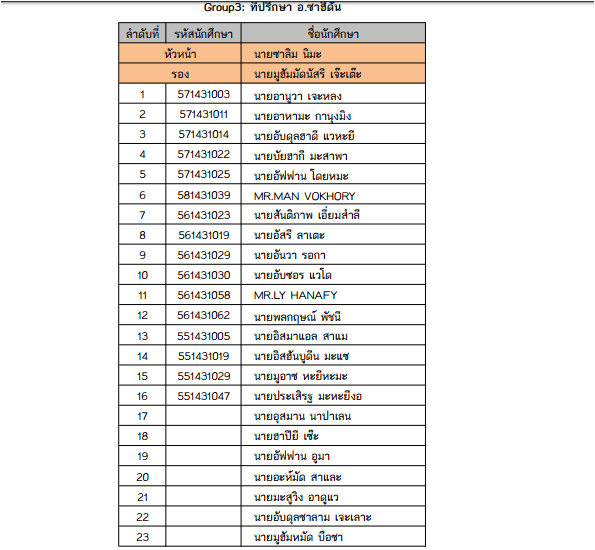 Group3: ที่ปรึกษา อ.ซาฮีดัน
ลำดับที่ รหัสนักศึกษา ชื่อนักศึกษา
หัวหน้า นายซาลิม นิมะ
รอง นายมูฮัมมัดนัสรี เจ๊ะเด๊ะ
1 571431003 นายอานูวา เจะหลง
2 571431011 นายอาหามะ กานุงมิง
3 571431014 นายอับดุลฮาดี แวหะยี
4 571431022 นายบัยฮากี มะสาพา
5 571431025 นายอัฟฟาน โดยหมะ
6 581431039 MR.MAN VOKHORY
7 561431023 นายสันติภาพ เอี่ยมสำลี
8 561431019 นายอัสรี ลาเตะ
9 561431029 นายอันวา รอกา
10 561431030 นายอับซอร แวโด
11 561431058 MR.LY HANAFY
12 561431062 นายพลกฤษณ์ พัชนี
13 551431005 นายอิสมาแอล สาแม
14 551431019 นายอิสฮันบูดีน มะแซ
15 551431029 นายมูอาซ หะยีหะมะ
16 551431047 นายประเสิรฐ มะหะยีงอ
17 นายอุสมาน นาปาเลน
18 นายฮาปียี เซ๊ะ
19 นายอัฟฟาน อูมา
20 นายอะห์มัด สาและ
21 นายมะสูวิง อาดูแว
22 นายอับดุลซาลาม เจะเลาะ
23 นายมูฮัมหมัด บือซา